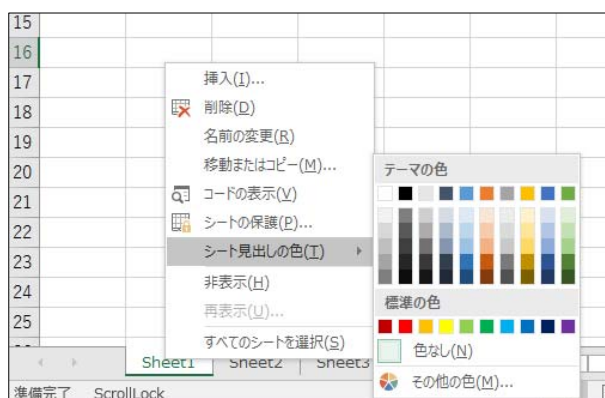 15
16
17
18
19
20
21
22
23
24
25
挿入(I)...
削除(D)
名前の変更(R)
移動またはコピー(M)...
コードの表示(V)
シートの保護(P)...
シート見出しの色(T)
非表示(H)
再表示(U)...
すべてのシートを選択(S)
テーマの色
標準の色
色なし(N)
その他の色(M)...
Sheet1 Sheet2 Sheet3
準備完了 ScrollLock